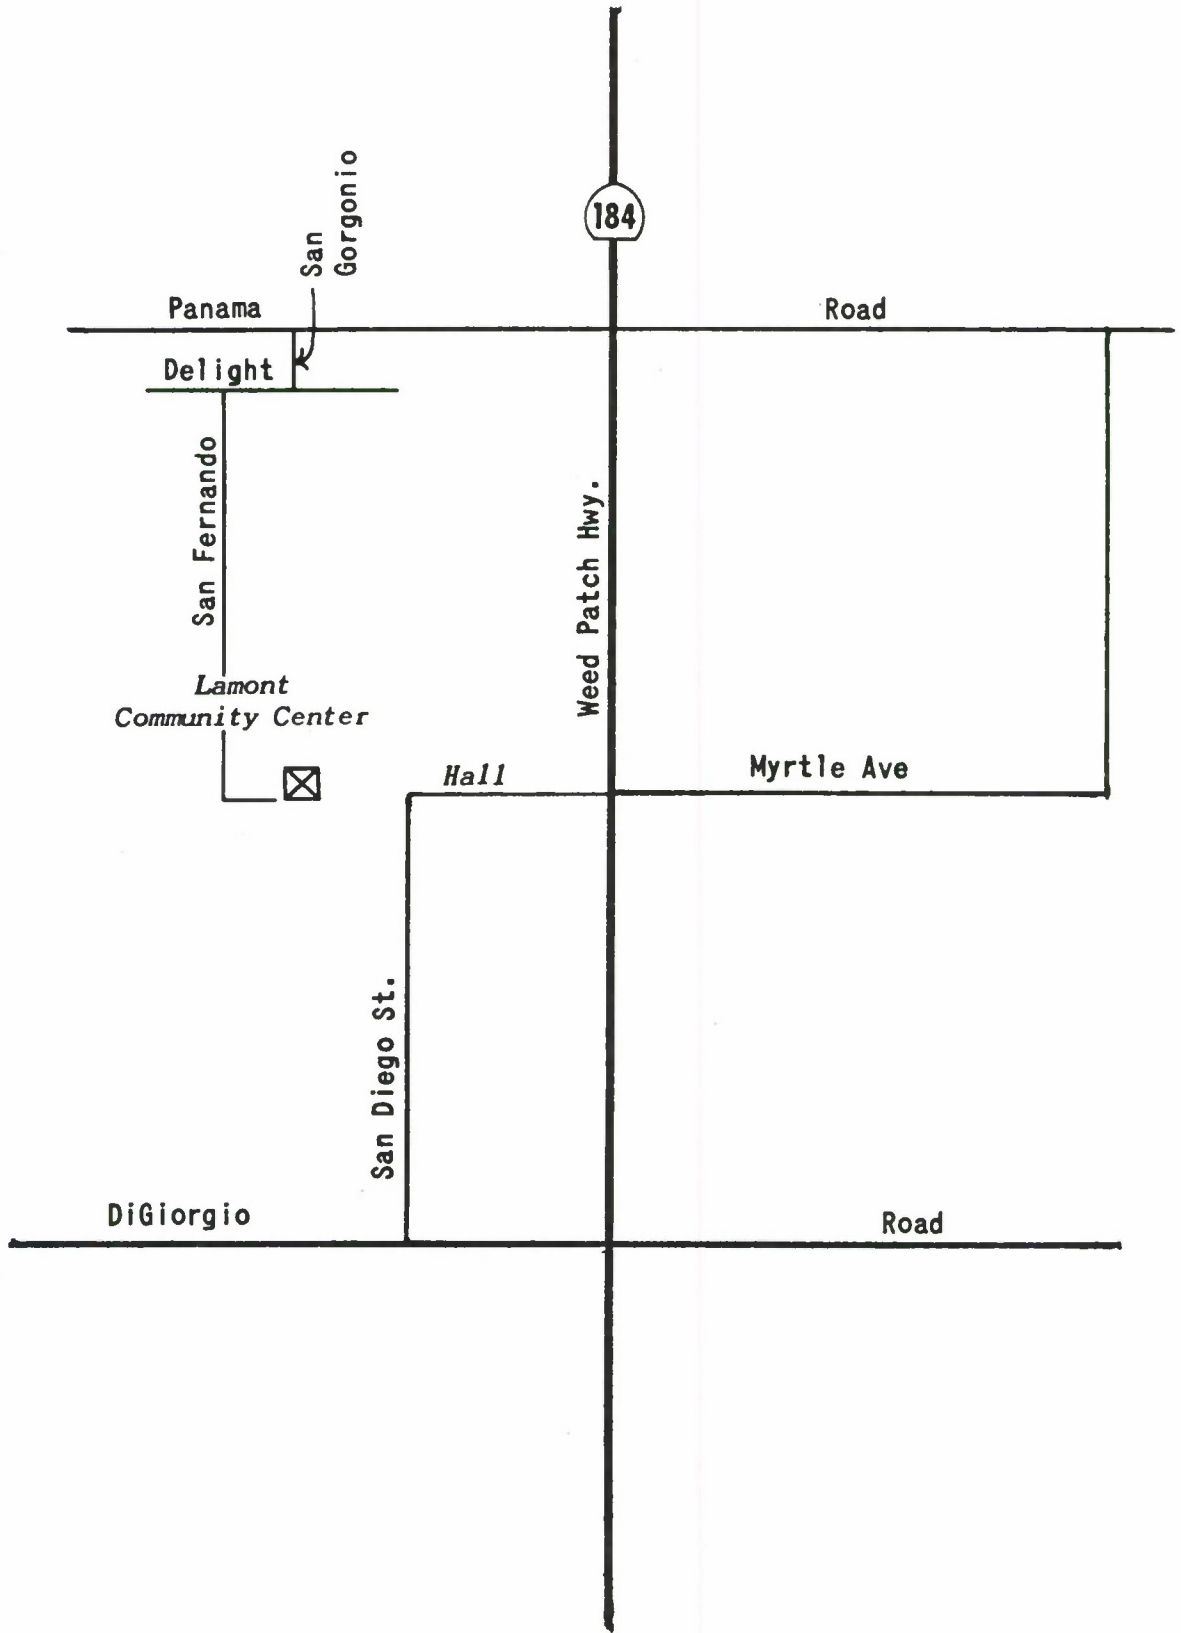 San
Gorgonio
184
Panama Road
Delight
San Fernando
Weed Patch Hwy.
Lamont
Community Center
Hall
Myrtle Ave
San Diego St.
DiGiorgio Road